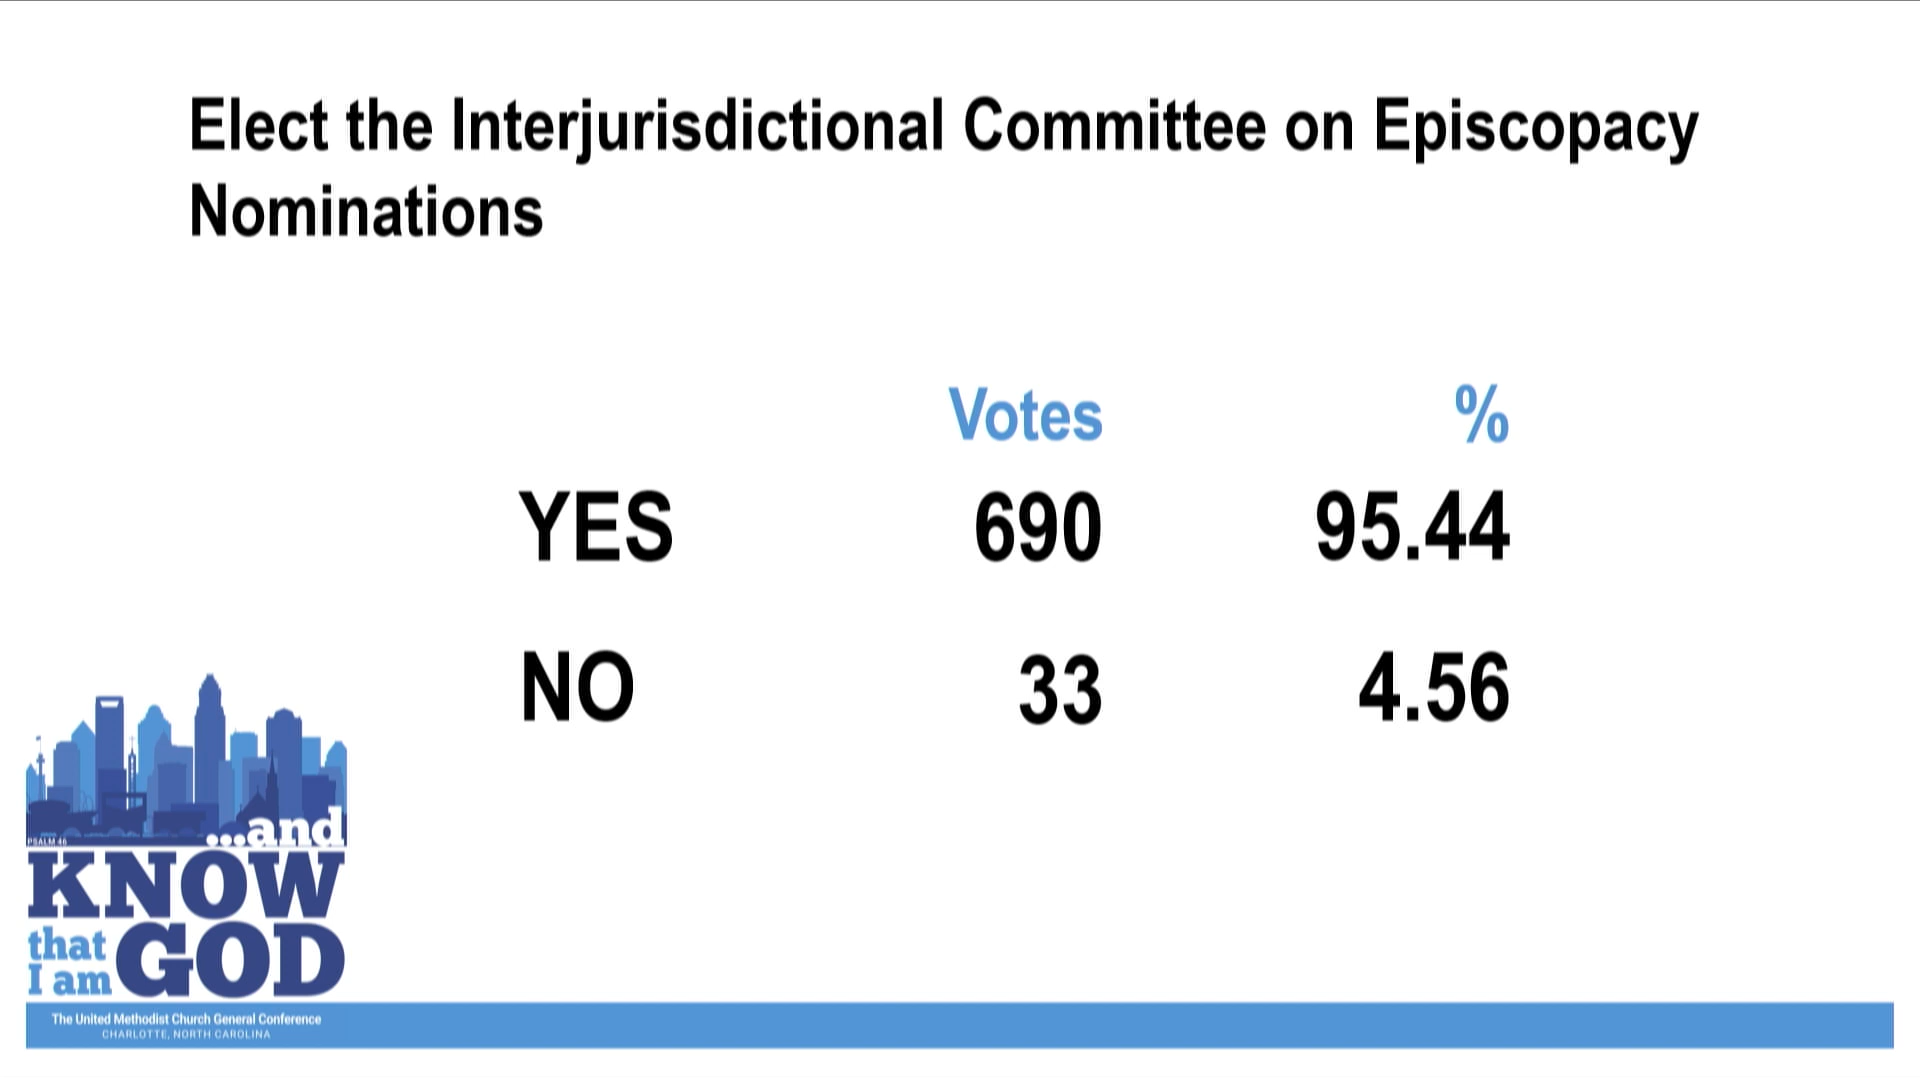 Elect the Interjurisdictional Committee on Episcopacy
Nominations
Votes %
YES 690 95.44
NO 33 4.56
PSALM 46
...and
KNOW
that
I am
GOD
The United Methodist Church General Conference
CHARLOTTE, NORTH CAROLINA